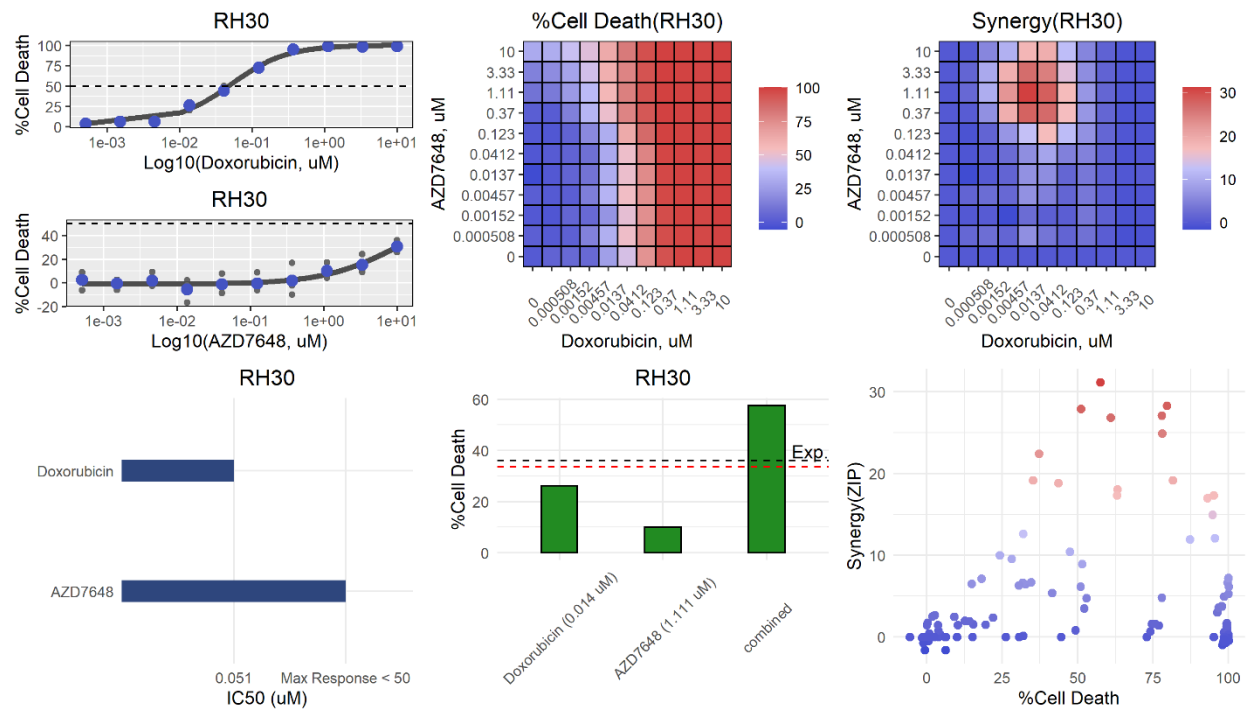 RH30
%Cell Death
100
75
50
25
0
1e-03
1e-02
1e-01
1e+00
1e+01
Log10(Doxorubicin, uM)
RH30
%Cell Death
40
20
0
-20
1e-03
1e-02
1e-01
1e+00
1e+01
Log10(AZD7648, uM)
%Cell Death(RH30)
AZD7648, uM
10
3.33
1.11
0.37
0.123
0.0412
0.0137
0.00457
0.00152
0.000508
0
0
0.000508
0.00152
0.00457
0.0137
0.0412
0.123
0.37
1.11
3.33
10
Doxorubicin, uM
100
75
50
25
0
Synergy(RH30)
AZD7648, uM
10
3.33
1.11
0.37
0.123
0.0412
0.0137
0.00457
0.00152
0.000508
0
0
0.000508
0.00152
0.00457
0.0137
0.0412
0.123
0.37
1.11
3.33
10
Doxorubicin, uM
30
20
10
0
RH30
Doxorubicin
AZD7648
0.051
Max Response < 50
IC50 (uM)
RH30
%Cell Death
60
40
20
0
Exp.
Doxorubicin (0.014 uM)
AZD7648 (1.111 uM)
combined
Synergy(ZIP)
30
20
10
0
0
25
50
75
100
%Cell Death